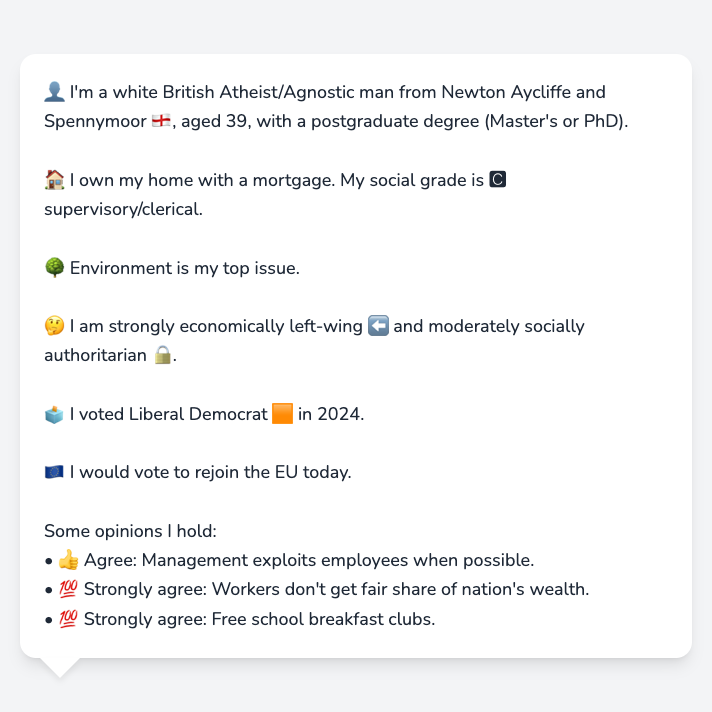 👤 I'm a white British Atheist/Agnostic man from Newton Aycliffe and
Spennymoor 🏴󠁧󠁢󠁥󠁮󠁧󠁿, aged 39, with a postgraduate degree (Master's or PhD).
🏠 I own my home with a mortgage. My social grade is 🅲
supervisory/clerical.
🌳 Environment is my top issue.
🤔 I am strongly economically left-wing ⬅️ and moderately socially
authoritarian 🔒.
🗳️ I voted Liberal Democrat 🟧 in 2024.
🇪🇺 I would vote to rejoin the EU today.
Some opinions I hold:
• 👍 Agree: Management exploits employees when possible.
• 💯 Strongly agree: Workers don't get fair share of nation's wealth.
• 💯 Strongly agree: Free school breakfast clubs.